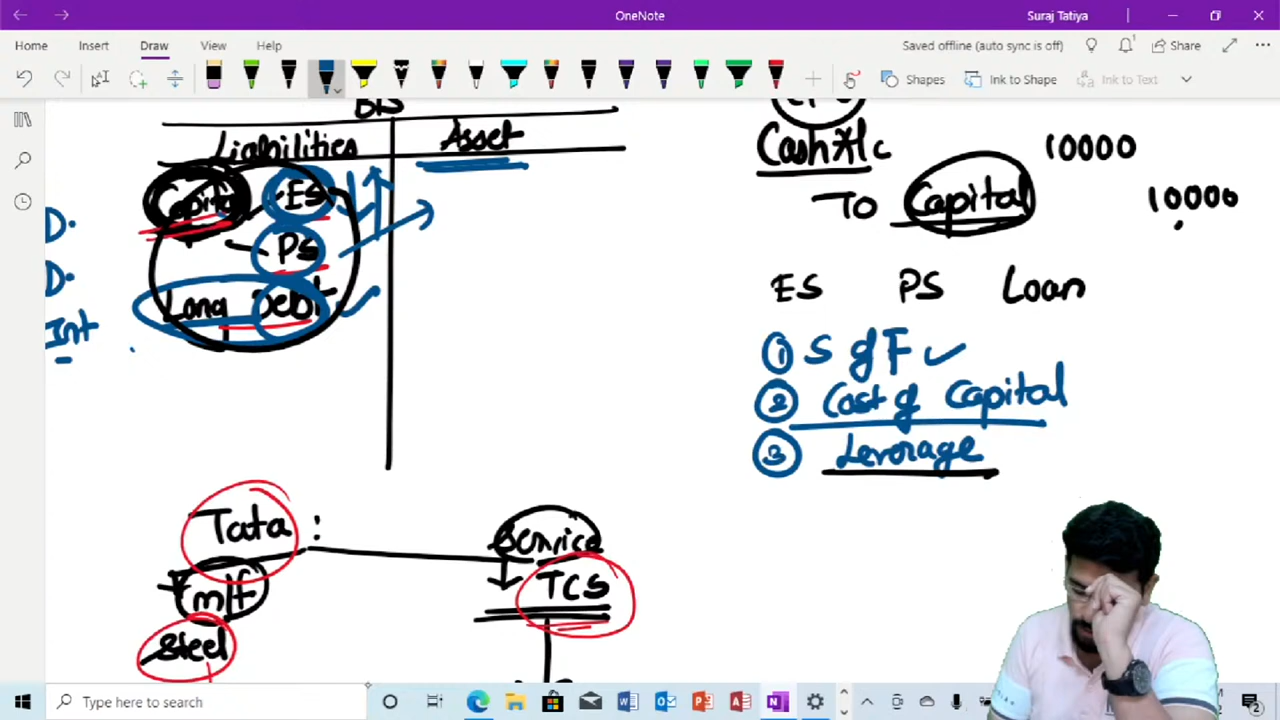 OneNote
Suraj Tatiya
Home Insert Draw View Help
Saved offline (auto sync is off)
Share
Shapes
Ink to Shape
Ink to Text
B/S
Liabilities Asset
Capital ES
PS
Long Debt
D.
D.
Int
Cash A/c 10000
To Capital 10000
ES PS Loan
① S of F ✓
② Cost of Capital
③ Leverage
Tata :
Service
m/f
TCS
Steel
Type here to search